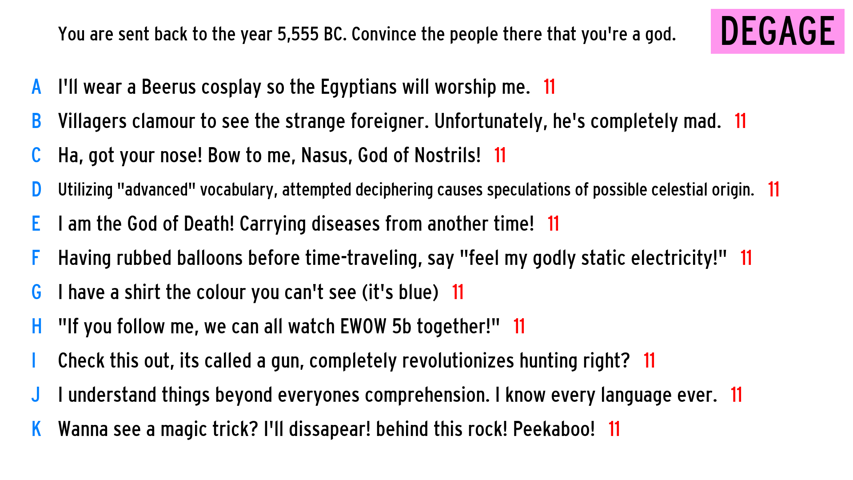 You are sent back to the year 5,555 BC. Convince the people there that you're a god.
DEGAGE
A I'll wear a Beerus cosplay so the Egyptians will worship me. 11
B Villagers clamour to see the strange foreigner. Unfortunately, he's completely mad. 11
C Ha, got your nose! Bow to me, Nasus, God of Nostrils! 11
D Utilizing "advanced" vocabulary, attempted deciphering causes speculations of possible celestial origin. 11
E I am the God of Death! Carrying diseases from another time! 11
F Having rubbed balloons before time-traveling, say "feel my godly static electricity!" 11
G I have a shirt the colour you can't see (it's blue) 11
H "If you follow me, we can all watch EWOW 5b together!" 11
I Check this out, its called a gun, completely revolutionizes hunting right? 11
J I understand things beyond everyones comprehension. I know every language ever. 11
K Wanna see a magic trick? I'll dissapear! behind this rock! Peekaboo! 11